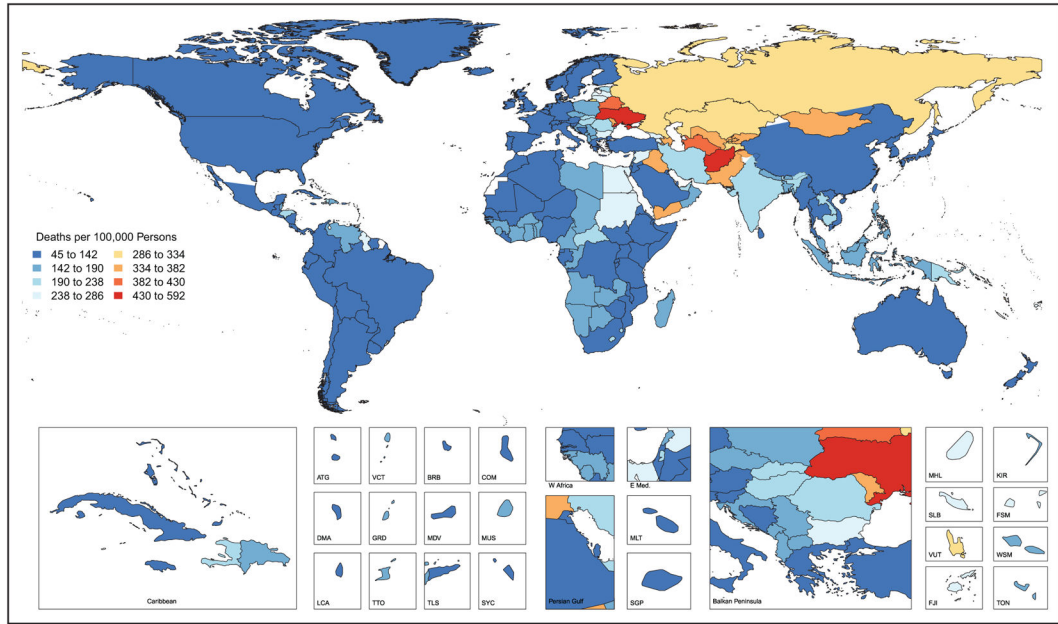 Deaths per 100,000 Persons
45 to 142 286 to 334
142 to 190 334 to 382
190 to 238 382 to 430
238 to 286 430 to 592
Caribbean
ATG VCT BRB COM
DMA GRD MDV MUS
LCA TTO TLS SYC
W Africa E Med.
Persian Gulf
MLT
SGP
Balkan Peninsula
MHL KIR
SLB FSM
VUT WSM
FJI TON